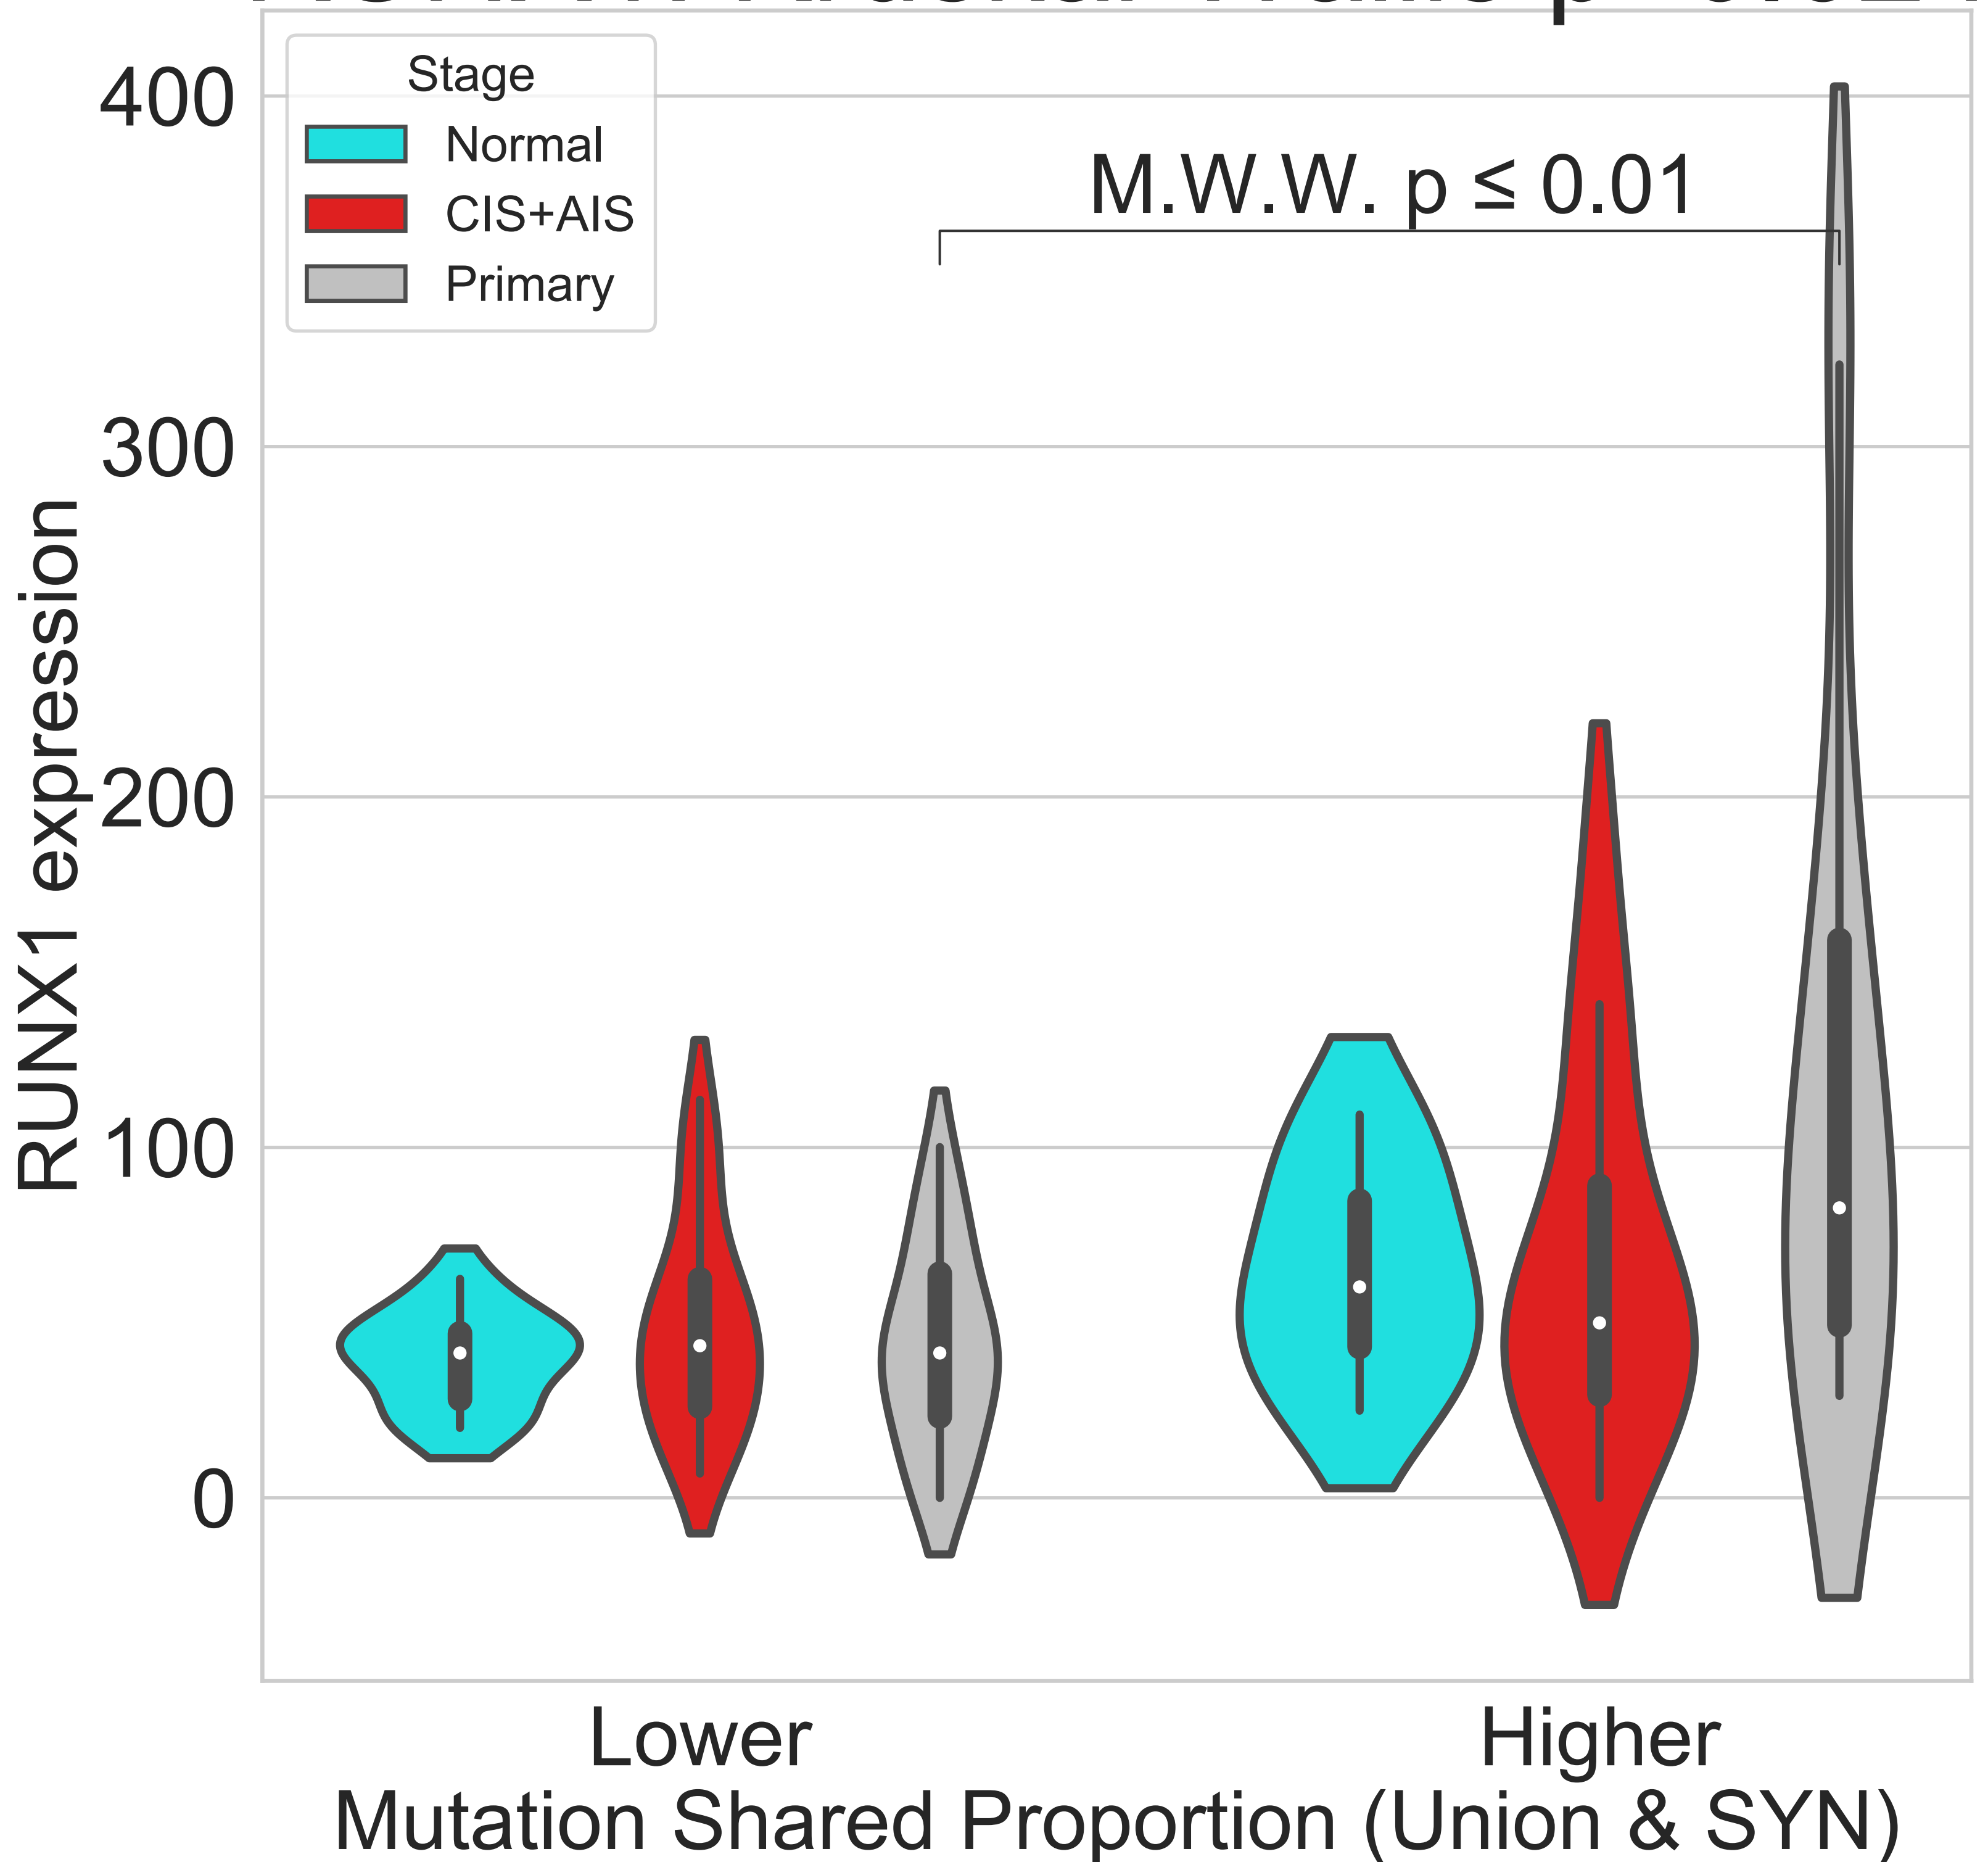 Stage
Normal
CIS+AIS
Primary
M.W.W. p ≤ 0.01
400
300
200
100
0
RUNX1 expression
Lower
Higher
Mutation Shared Proportion (Union & SYN)